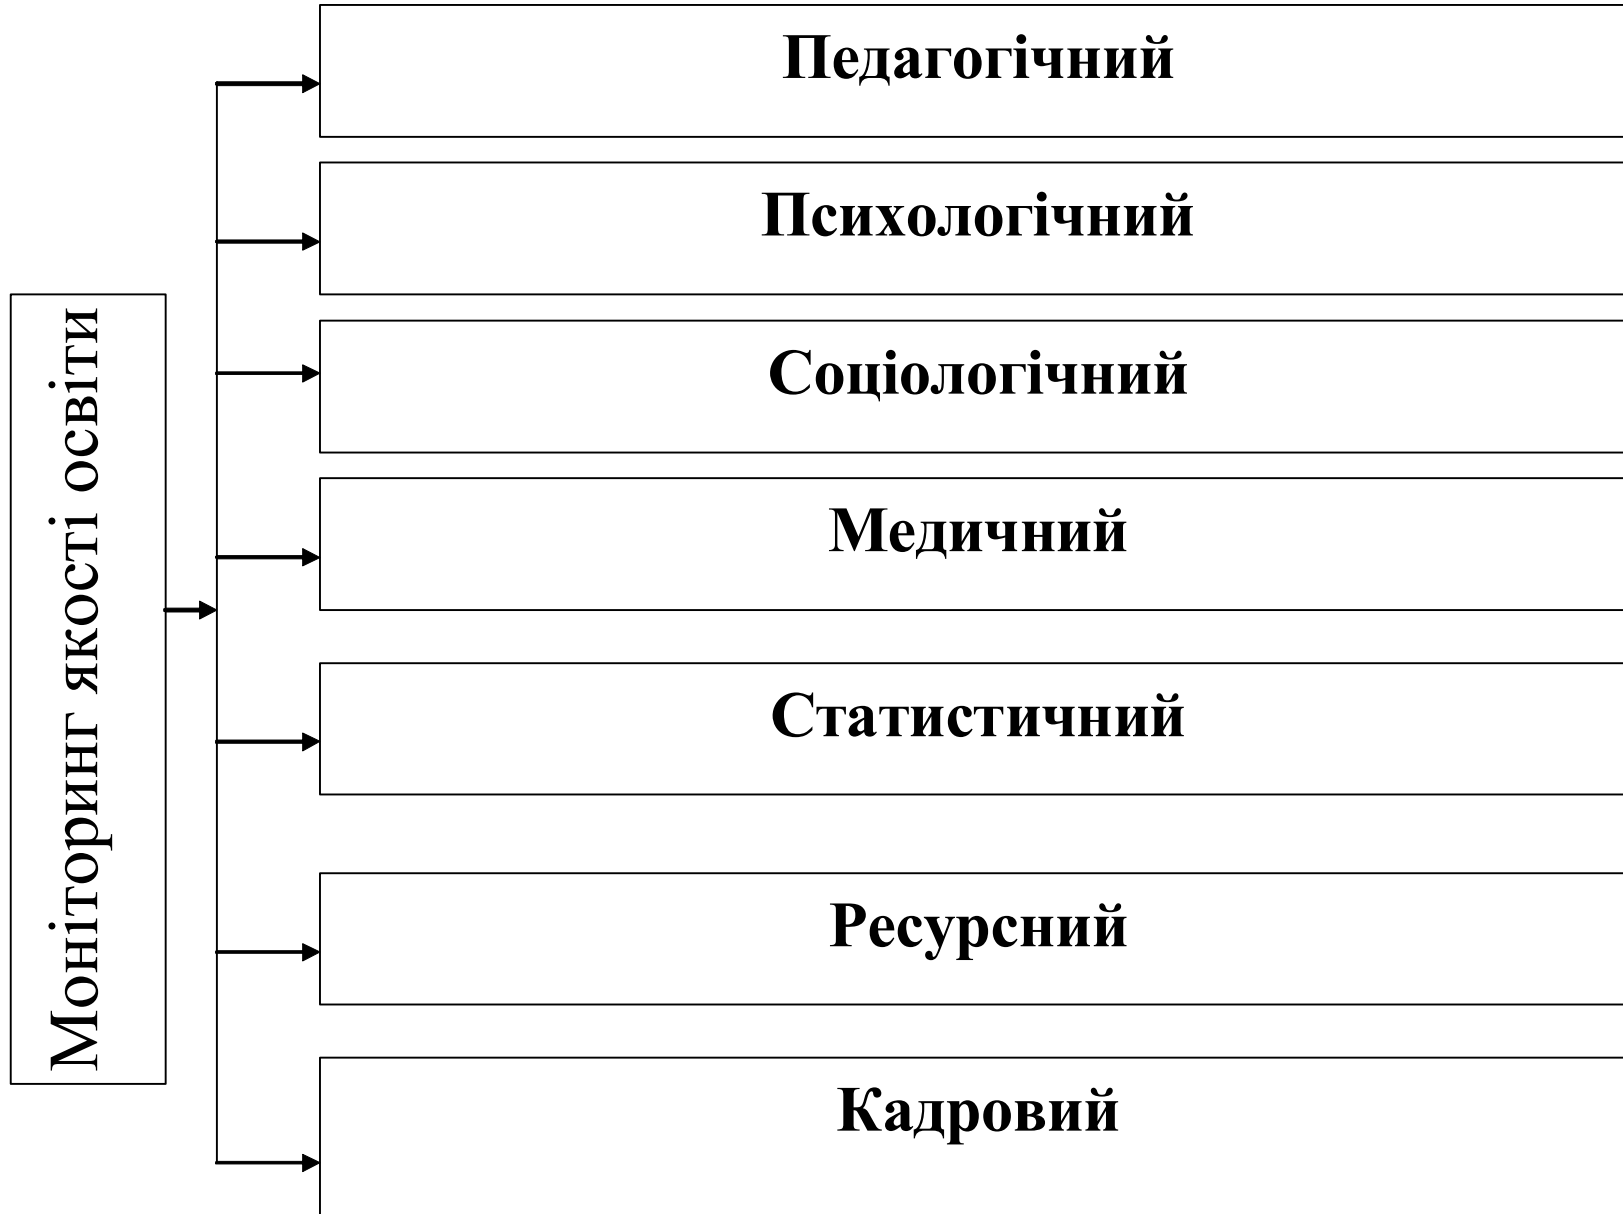 Моніторинг якості освіти
Педагогічний
Психологічний
Соціологічний
Медичний
Статистичний
Ресурсний
Кадровий